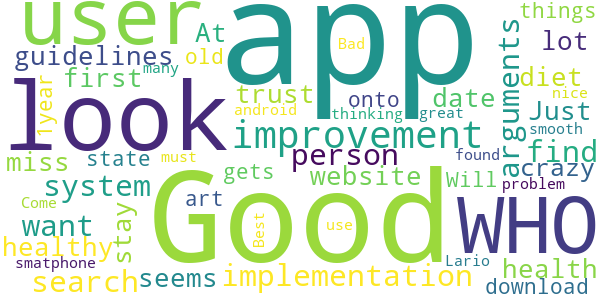 user app At things
guidelines Bad lot
many old
first 1year trust onto date arguments diet
android thinking great nice
look improvement Just smooth
miss state person found find
crazy
system gets website Will must problem
Good WHO
Come art Best use
want stay Lario
healthy health
smatphone
search seems implementation download